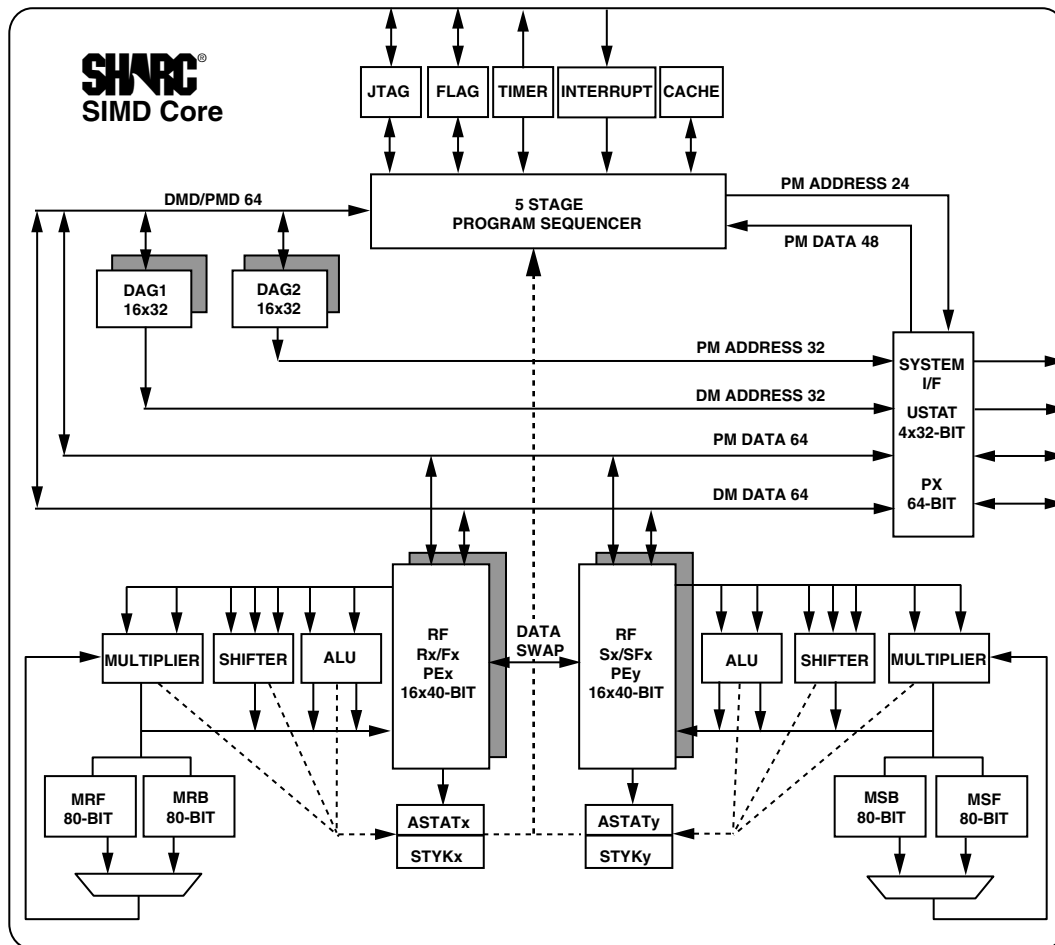 SHARC®
SIMD Core
JTAG
FLAG
TIMER
INTERRUPT
CACHE
DMD/PMD 64
5 STAGE
PROGRAM SEQUENCER
PM ADDRESS 24
PM DATA 48
DAG1
16x32
DAG2
16x32
PM ADDRESS 32
DM ADDRESS 32
PM DATA 64
DM DATA 64
SYSTEM
I/F
USTAT
4x32-BIT
PX
64-BIT
MULTIPLIER
SHIFTER
ALU
RF
Rx/Fx
PEx
16x40-BIT
DATA
SWAP
RF
Sx/SFx
PEy
16x40-BIT
ALU
SHIFTER
MULTIPLIER
MRF
80-BIT
MRB
80-BIT
ASTATx
STYKx
ASTATy
STYKy
MSB
80-BIT
MSF
80-BIT